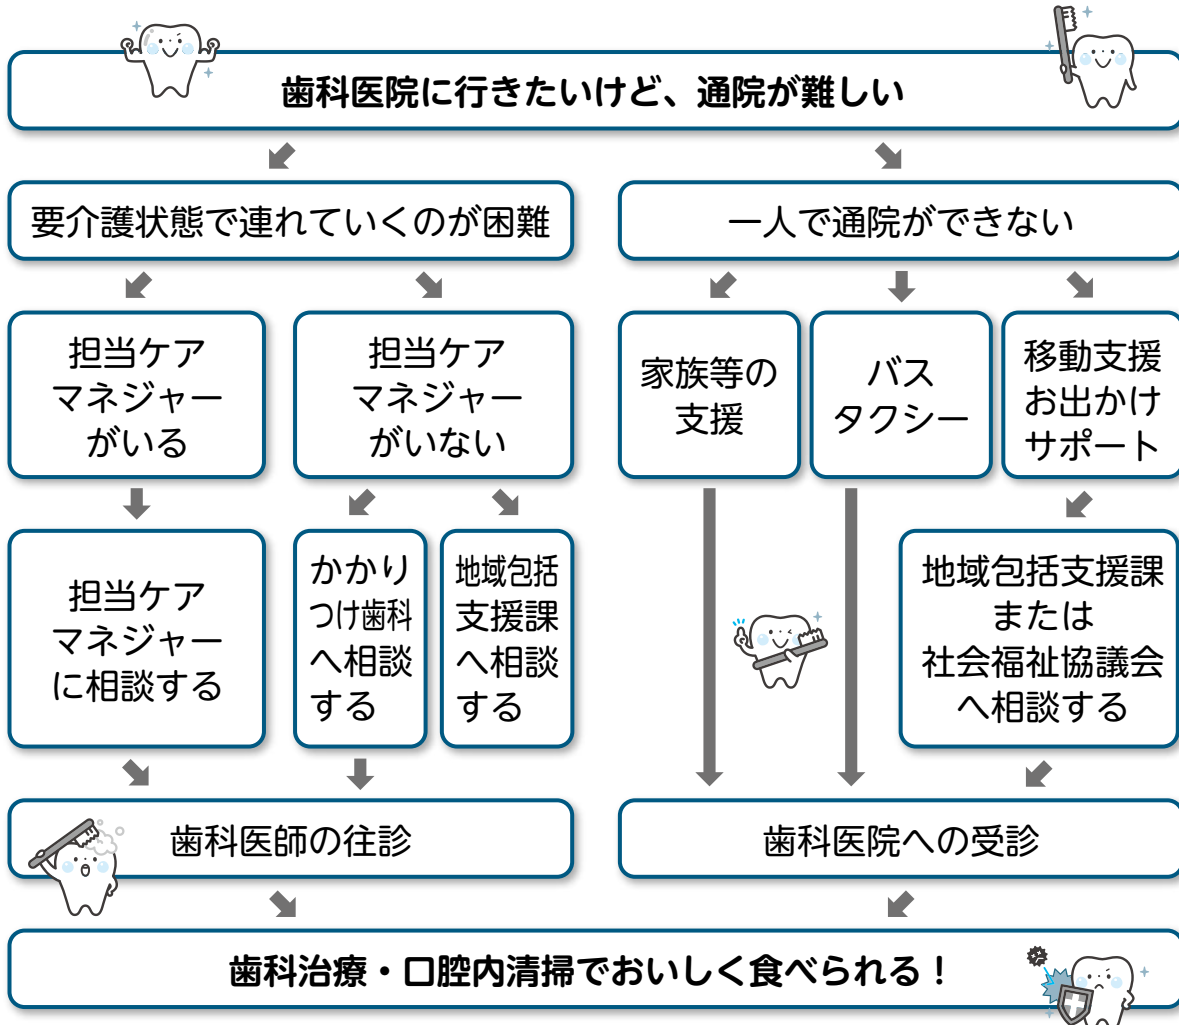 歯科医院に行きたいけど、通院が難しい
要介護状態で連れていくのが困難
一人で通院ができない
担当ケア
マネジャー
がいる
担当ケア
マネジャー
がいない
家族等の
支援
バス
タクシー
移動支援
お出かけ
サポート
担当ケア
マネジャー
に相談する
かかり
つけ歯科
へ相談
する
地域包括
支援課
へ相談
する
地域包括支援課
または
社会福祉協議会
へ相談する
歯科医師の往診
歯科医院への受診
歯科治療・口腔内清掃でおいしく食べられる！